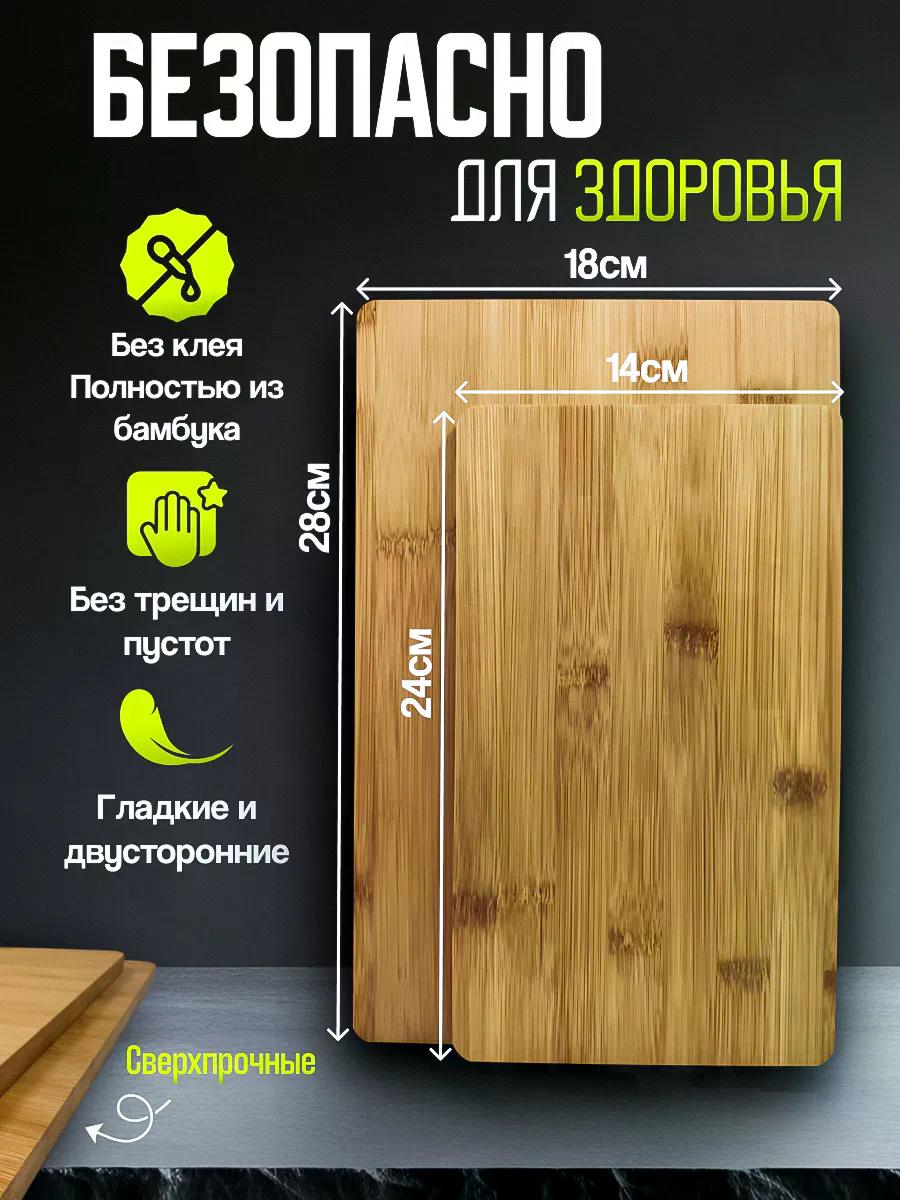 БЕЗОПАСНО
ДЛЯ ЗДОРОВЬЯ
18см
14см
28см
24см
Без клея
Полностью из
бамбука
Без трещин и
пустот
Гладкие и
двусторонние
Сверхпрочные